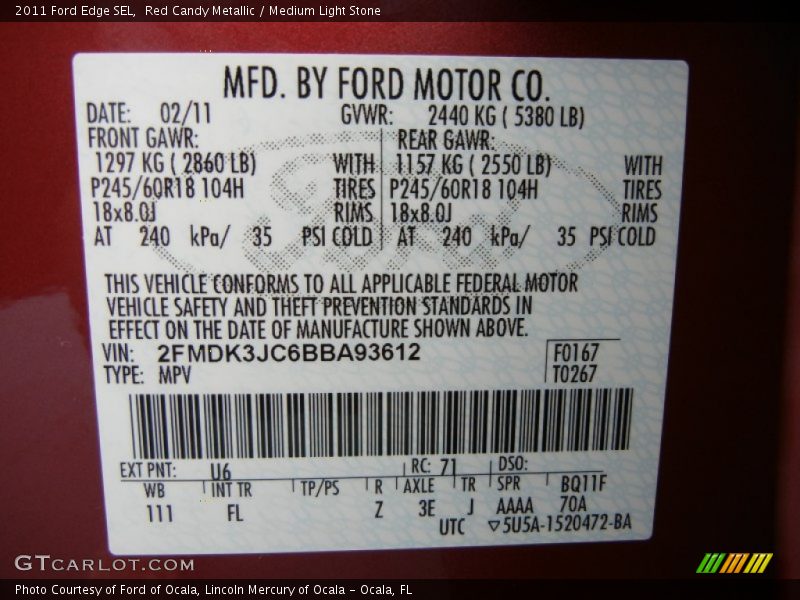 2011 Ford Edge SEL, Red Candy Metallic / Medium Light Stone
MFD. BY FORD MOTOR CO.
DATE: 02/11 GVWR: 2440 KG ( 5380 LB)
FRONT GAWR: REAR GAWR:
1297 KG ( 2860 LB) WITH 1157 KG ( 2550 LB) WITH
P245/60R18 104H TIRES P245/60R18 104H TIRES
18x8.0J RIMS 18x8.0J RIMS
AT 240 kPa/ 35 PSI COLD AT 240 kPa/ 35 PSI COLD
THIS VEHICLE CONFORMS TO ALL APPLICABLE FEDERAL MOTOR
VEHICLE SAFETY AND THEFT PREVENTION STANDARDS IN
EFFECT ON THE DATE OF MANUFACTURE SHOWN ABOVE.
VIN: 2FMDK3JC6BBA93612 F0167
TYPE: MPV T0267
EXT PNT: U6 RC: 71 DSO:
WB INT TR TP/PS R AXLE TR SPR BQ11F
111 FL Z 3E J AAAA 70A
UTC ▽5U5A-1520472-BA
GTCARLOT.COM
Photo Courtesy of Ford of Ocala, Lincoln Mercury of Ocala - Ocala, FL